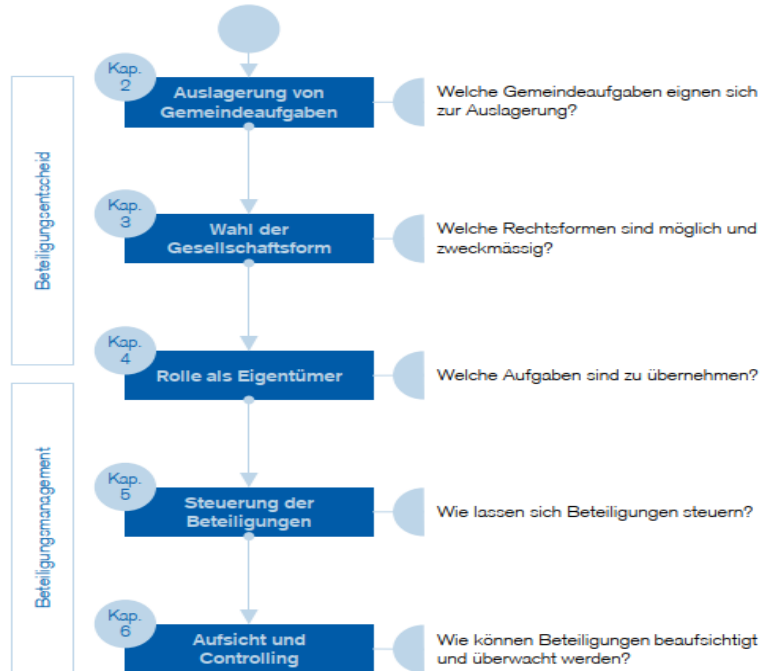 Beteiligungsentscheid
Kap.
2
Auslagerung von
Gemeindeaufgaben
Welche Gemeindeaufgaben eignen sich
zur Auslagerung?
Kap.
3
Wahl der
Gesellschaftsform
Welche Rechtsformen sind möglich und
zweckmässig?
Beteiligungsmanagement
Kap.
4
Rolle als Eigentümer
Welche Aufgaben sind zu übernehmen?
Kap.
5
Steuerung der
Beteiligungen
Wie lassen sich Beteiligungen steuern?
Kap.
6
Aufsicht und
Controlling
Wie können Beteiligungen beaufsichtigt
und überwacht werden?